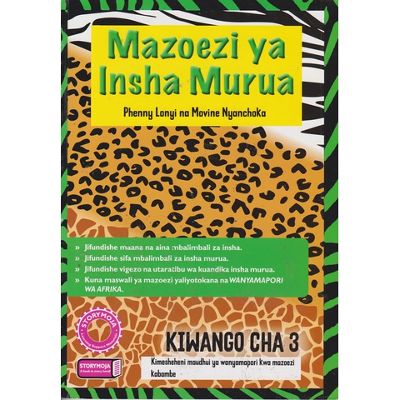 Mazoezi ya
Insha Murua
Phenny Lonyi na Movine Nyanchoka
» Jifundishe maana na aina mbalimbali za insha.
» Jifundishe sifa mbalimbali za insha murua.
» Jifundishe vigezo na utaratibu wa kuandika insha murua.
» Kuna maswali ya mazoezi yaliyotokana na WANYAMAPORI
WA AFRIKA.
STORYMOJA
KIWANGO CHA 3
Kimesheheni maudhui ya wanyamapori kwa mazoezi
Kabambe
STORYMOJA